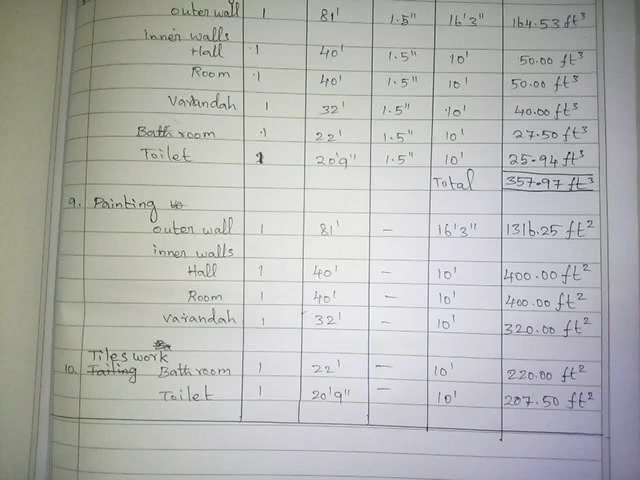 outer wall 1 81' 1.5" 16'3" 164.53 ft³
Inner walls
Hall 1 40' 1.5" 10' 50.00 ft³
Room 1 40' 1.5" 10' 50.00 ft³
Varandah 1 32' 1.5" 10' 40.00 ft³
Bath room 1 22' 1.5" 10' 27.50 ft³
Toilet 1 20'9" 1.5" 10' 25.94 ft³
Total 357.97 ft³
9. Painting
outer wall 1 81' - 16'3" 1316.25 ft²
inner walls
Hall 1 40' - 10' 400.00 ft²
Room 1 40' - 10' 400.00 ft²
Varandah 1 32' - 10' 320.00 ft²
Tiles work
10. Tailing Bathroom 1 22' - 10' 220.00 ft²
Toilet 1 20'9" - 10' 207.50 ft²